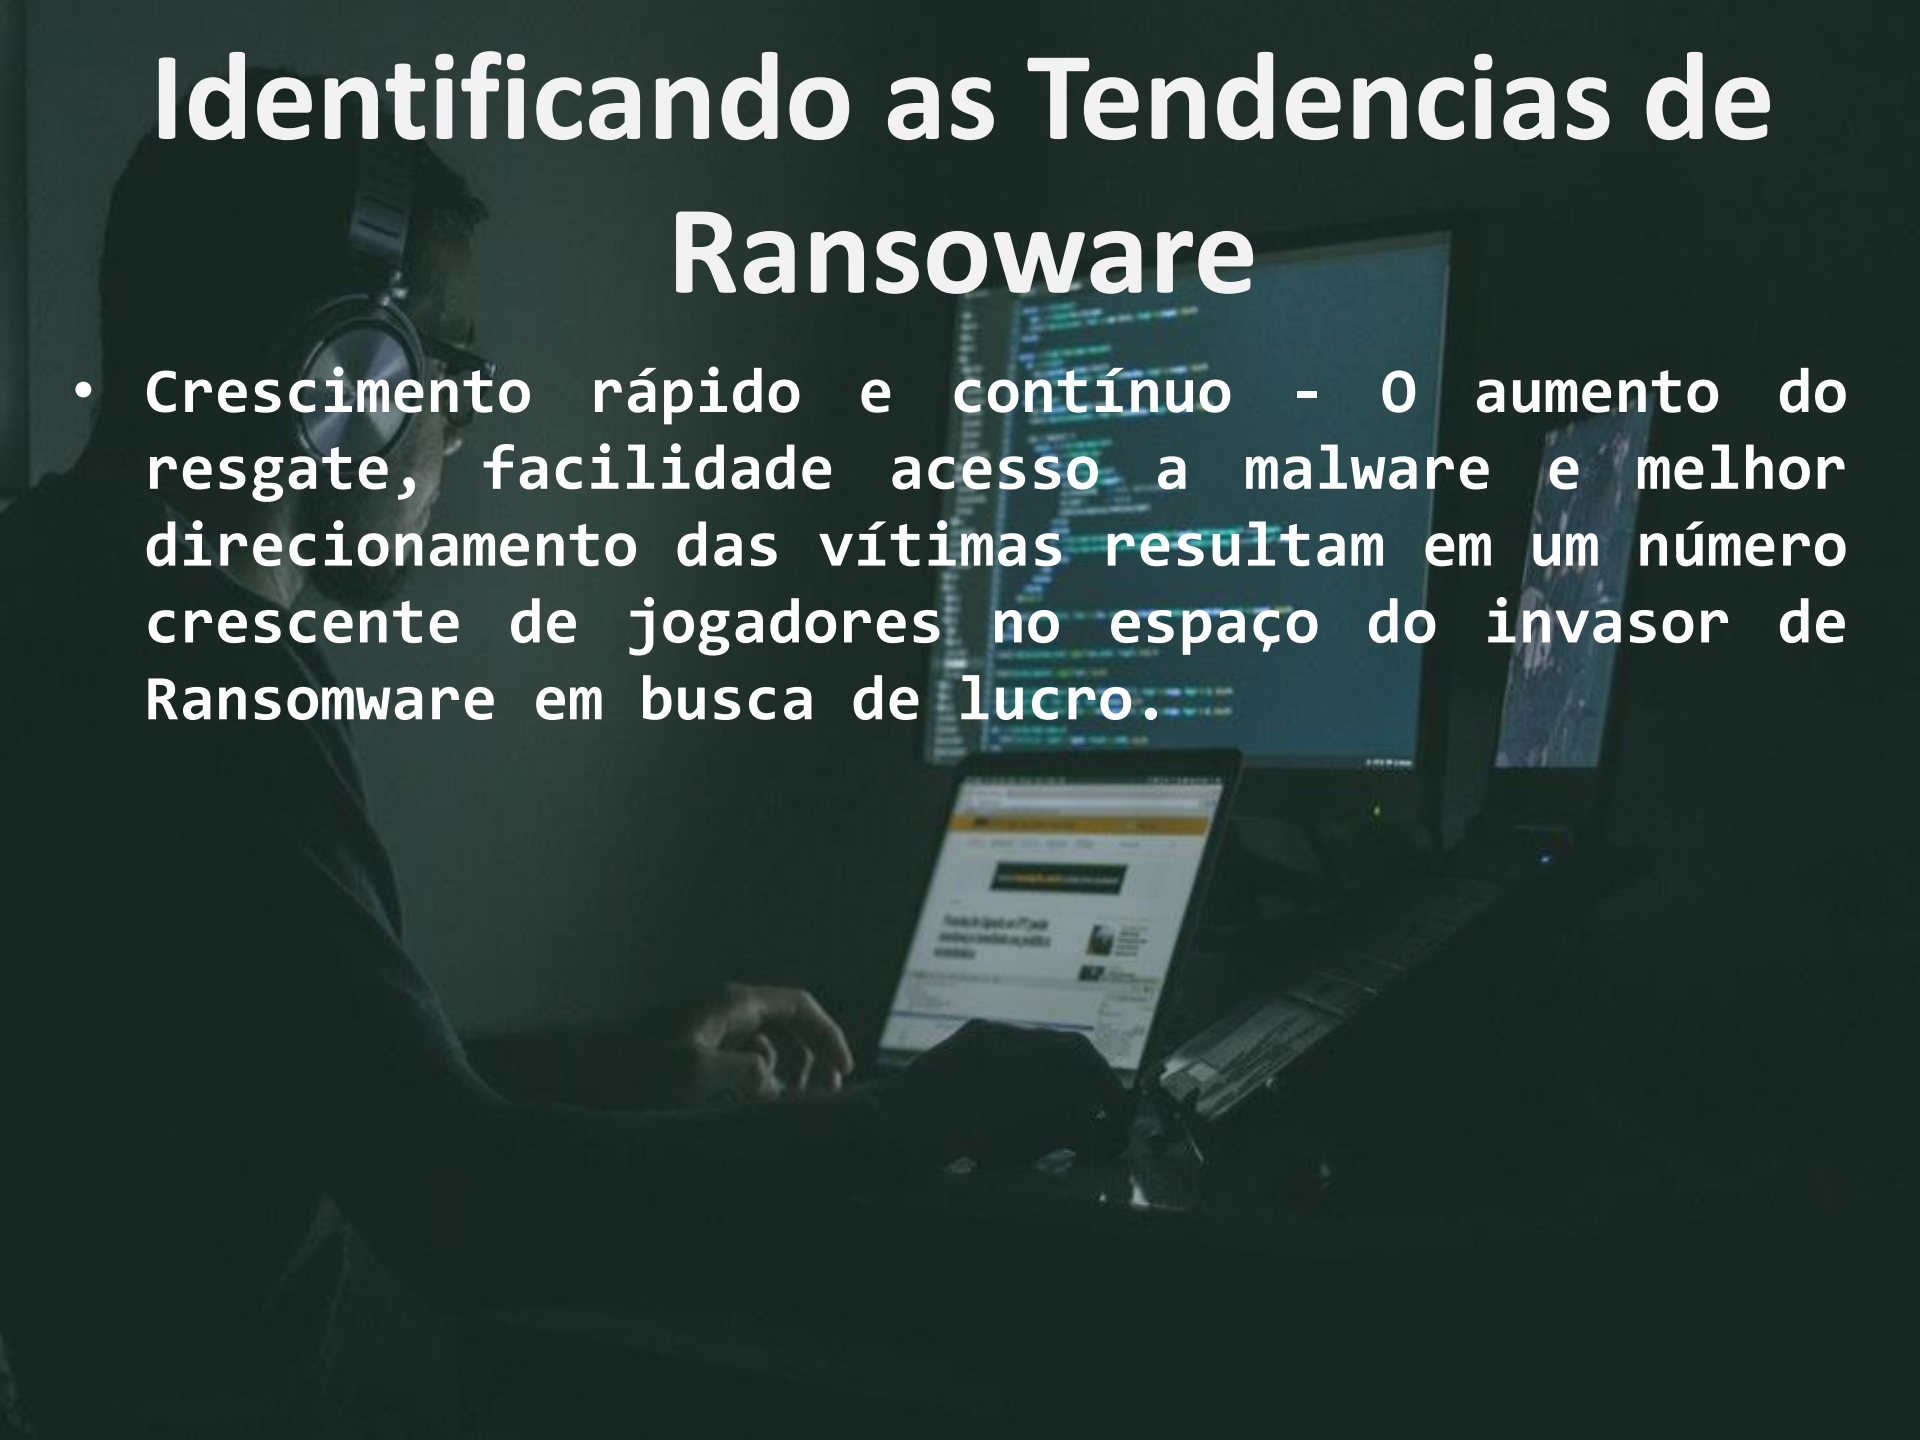 Identificando as Tendencias de
Ransoware
• Crescimento rápido e contínuo - O aumento do
resgate, facilidade acesso a malware e melhor
direcionamento das vítimas resultam em um número
crescente de jogadores no espaço do invasor de
Ransomware em busca de lucro.